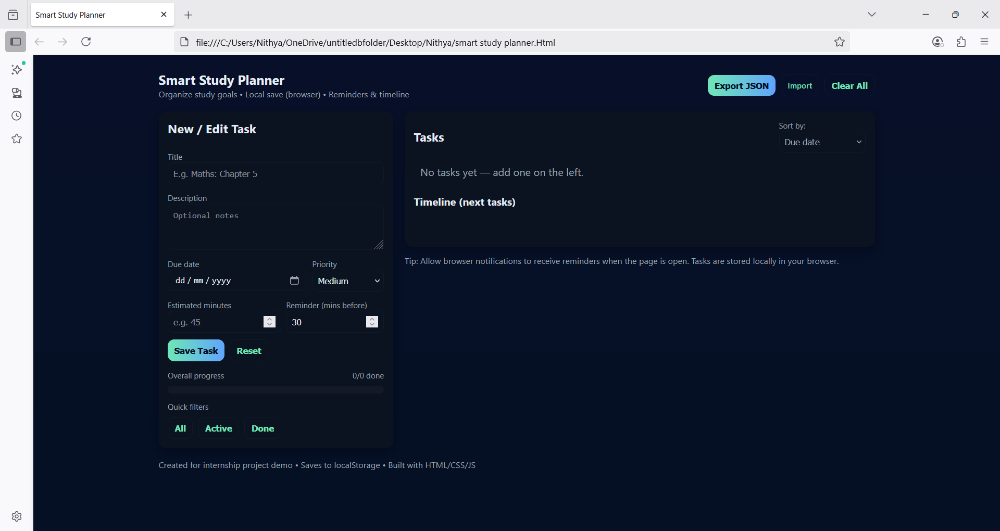 Smart Study Planner
file:///C:/Users/Nithya/OneDrive/untitledbfolder/Desktop/Nithya/smart study planner.Html
Smart Study Planner
Organize study goals • Local save (browser) • Reminders & timeline
Export JSON
Import
Clear All
New / Edit Task
Title
E.g. Maths: Chapter 5
Description
Optional notes
Due date
Priority
dd / mm / yyyy
Medium
Estimated minutes
Reminder (mins before)
e.g. 45
30
Save Task
Reset
Overall progress
0/0 done
Quick filters
All
Active
Done
Tasks
Sort by:
Due date
No tasks yet — add one on the left.
Timeline (next tasks)
Tip: Allow browser notifications to receive reminders when the page is open. Tasks are stored locally in your browser.
Created for internship project demo • Saves to localStorage • Built with HTML/CSS/JS